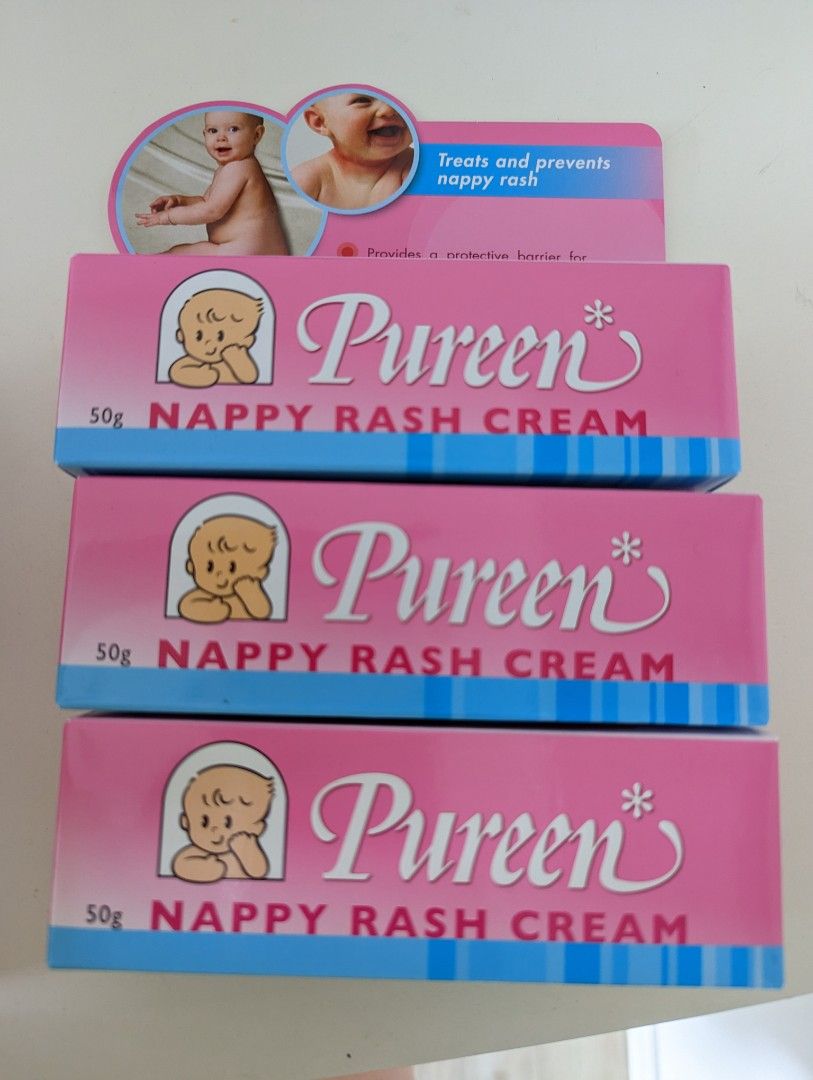 Treats and prevents
nappy rash
Provides a protective barrier for
Pureen*
50g NAPPY RASH CREAM
Pureen*
50g NAPPY RASH CREAM
Pureen*
50g NAPPY RASH CREAM